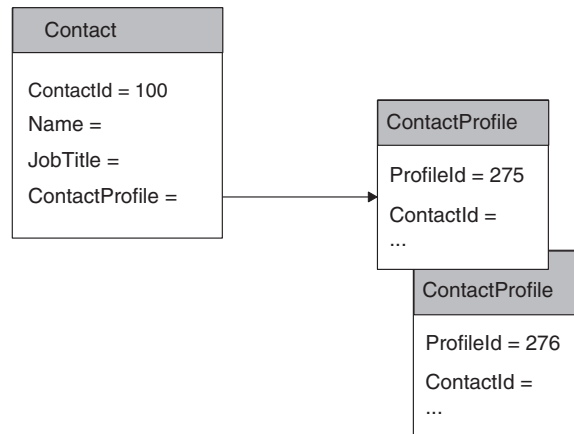 Contact
ContactId = 100
Name =
JobTitle =
ContactProfile =
ContactProfile
ProfileId = 275
ContactId =
...
ContactProfile
ProfileId = 276
ContactId =
...